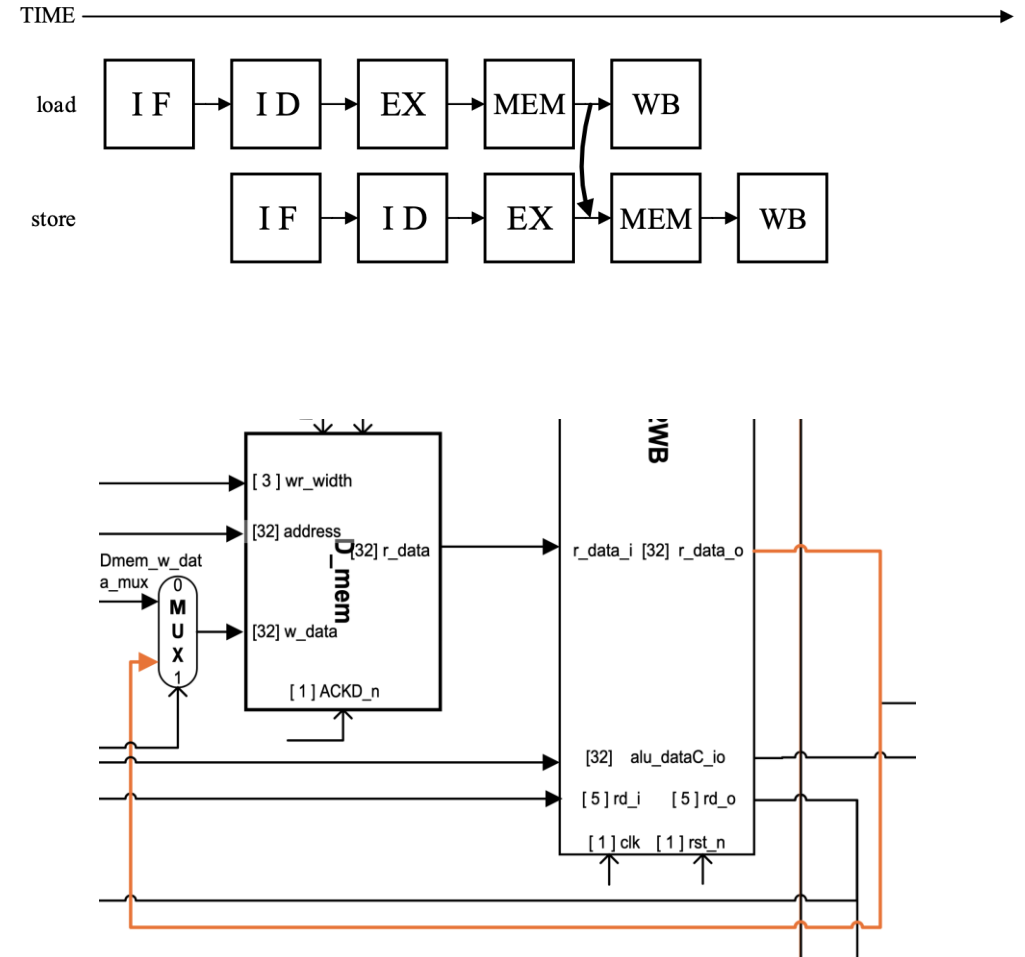 TIME
load
I F
I D
EX
MEM
WB
store
I F
I D
EX
MEM
WB
[ 3 ] wr_width
[32] address
[32] r_data
D_mem
Dmem_w_dat
a_mux
0
M
U
X
1
[32] w_data
[ 1 ] ACKD_n
WB
r_data_i [32] r_data_o
[32] alu_dataC_io
[ 5 ] rd_i [ 5 ] rd_o
[ 1 ] clk [ 1 ] rst_n